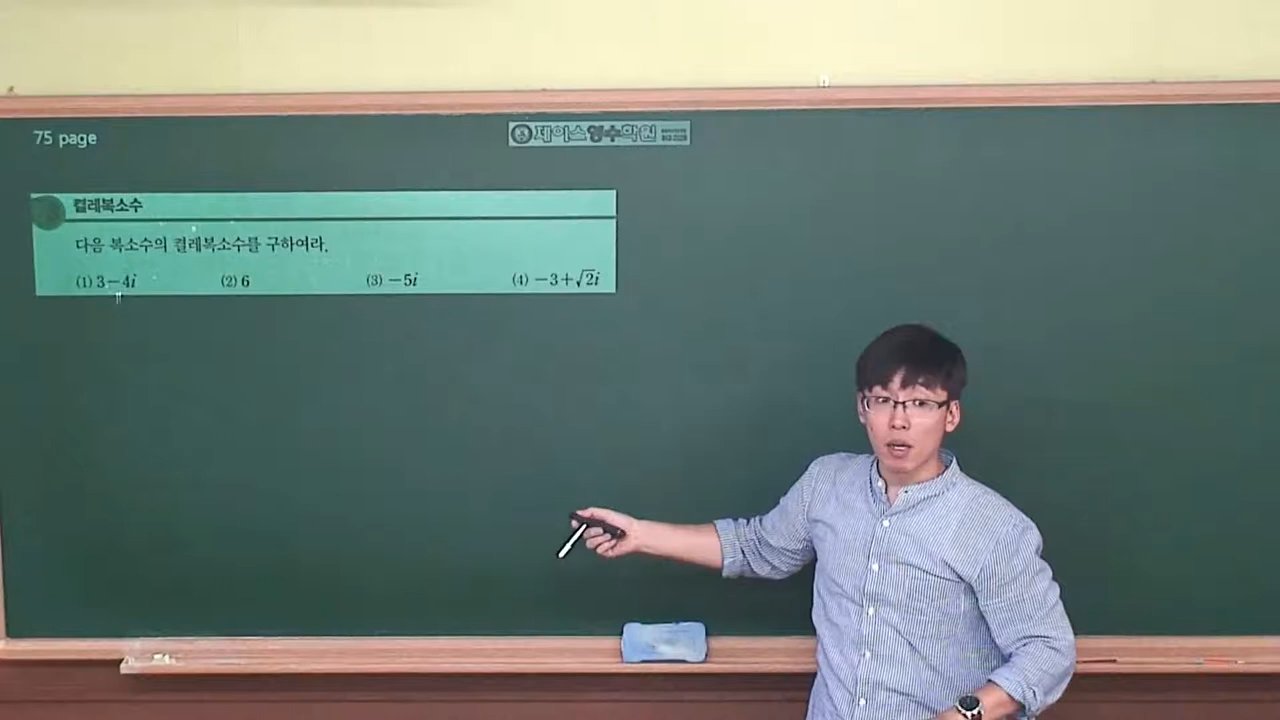 75 page
제이스영수학원
켤레복소수
다음 복소수의 켤레복소수를 구하여라.
(1) 3-4i (2) 6 (3) -5i (4) -3+√2i